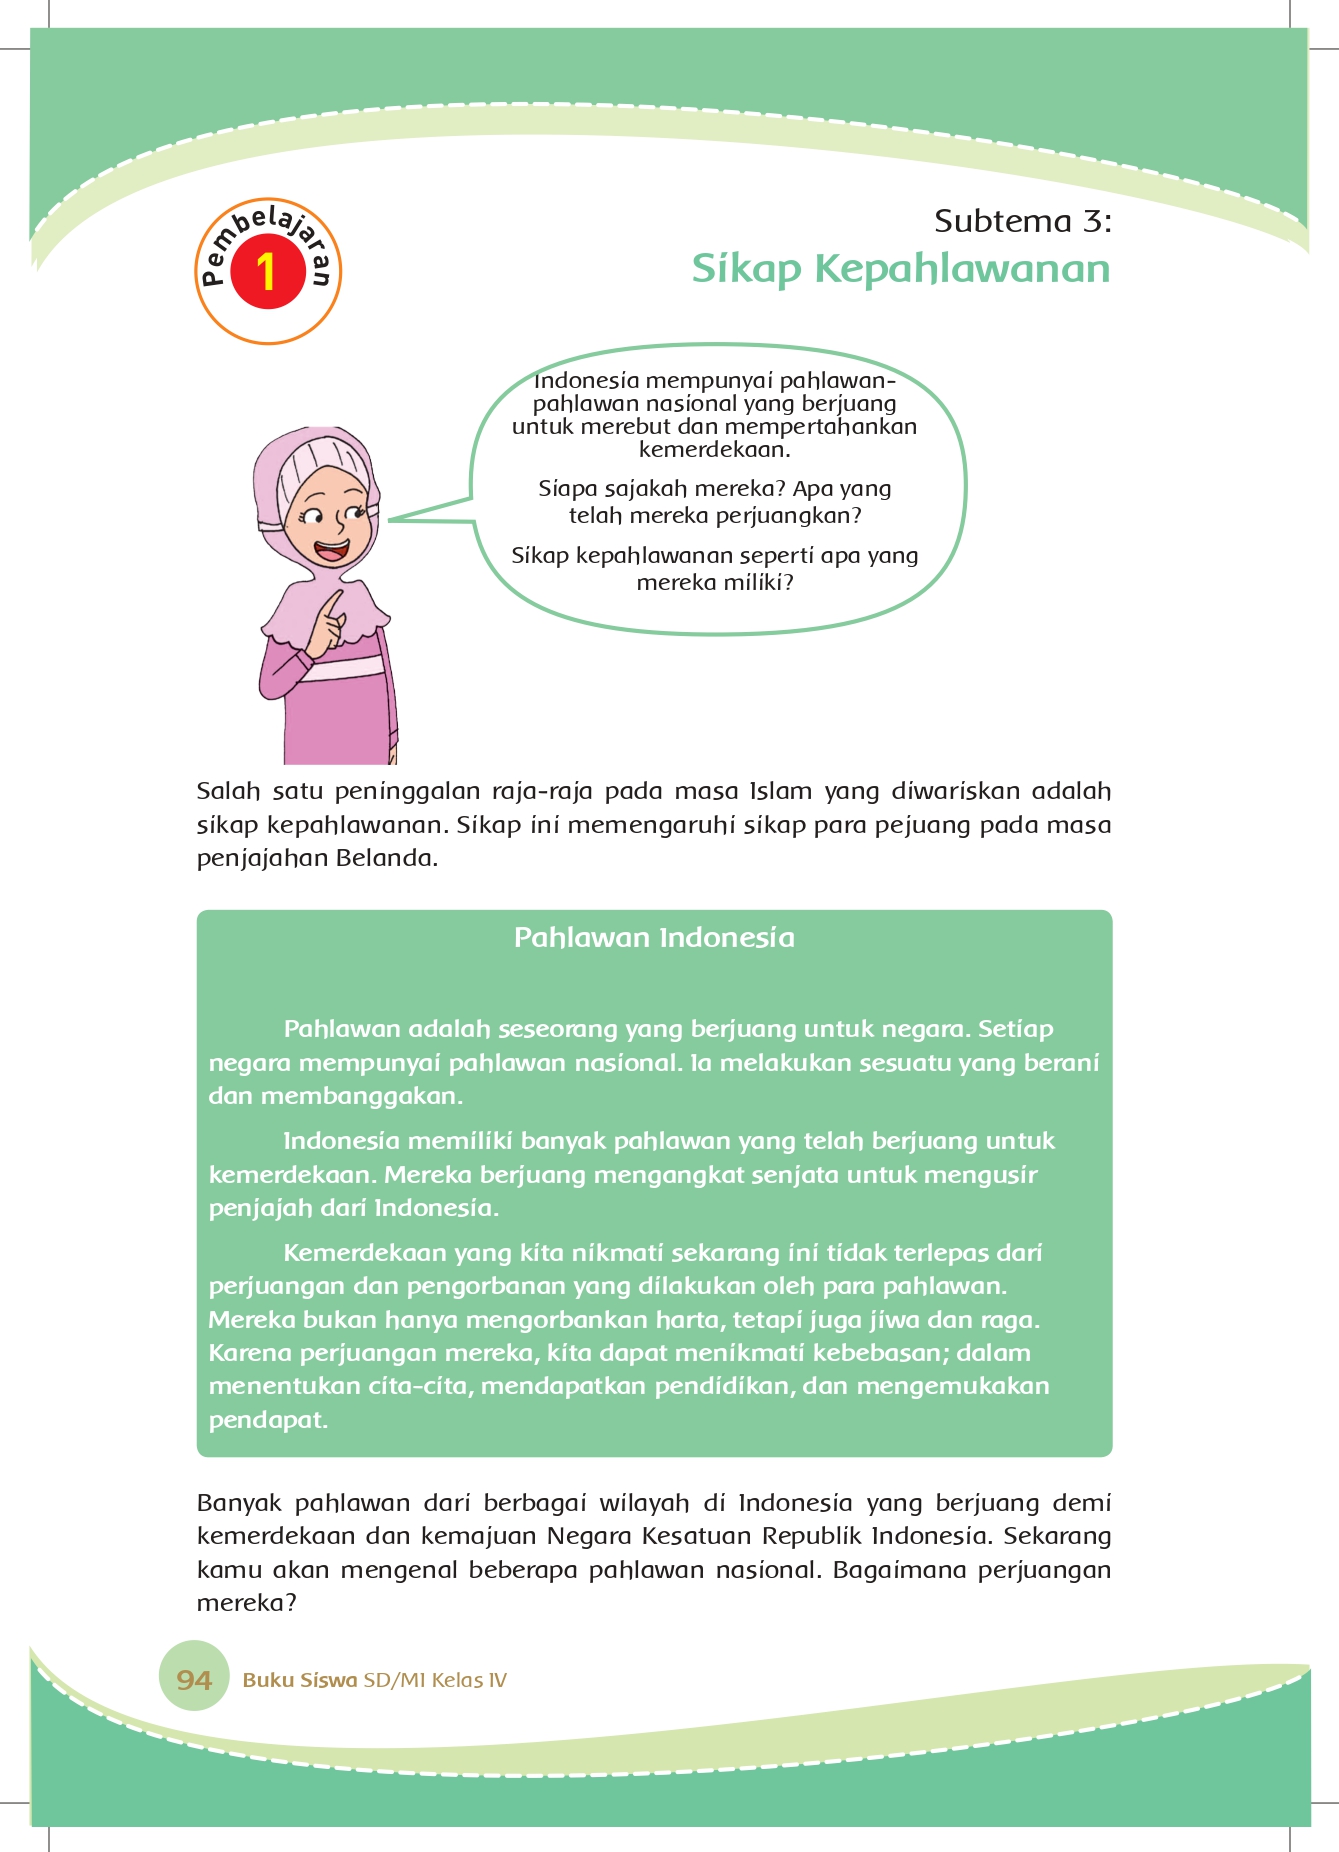 Pembelajaran
1
Subtema 3:
Sikap Kepahlawanan
Indonesia mempunyai pahlawan-
pahlawan nasional yang berjuang
untuk merebut dan mempertahankan
kemerdekaan.
Siapa sajakah mereka? Apa yang
telah mereka perjuangkan?
Sikap kepahlawanan seperti apa yang
mereka miliki?
Salah satu peninggalan raja-raja pada masa Islam yang diwariskan adalah
sikap kepahlawanan. Sikap ini memengaruhi sikap para pejuang pada masa
penjajahan Belanda.
Pahlawan Indonesia
Pahlawan adalah seseorang yang berjuang untuk negara. Setiap
negara mempunyai pahlawan nasional. Ia melakukan sesuatu yang berani
dan membanggakan.
Indonesia memiliki banyak pahlawan yang telah berjuang untuk
kemerdekaan. Mereka berjuang mengangkat senjata untuk mengusir
penjajah dari Indonesia.
Kemerdekaan yang kita nikmati sekarang ini tidak terlepas dari
perjuangan dan pengorbanan yang dilakukan oleh para pahlawan.
Mereka bukan hanya mengorbankan harta, tetapi juga jiwa dan raga.
Karena perjuangan mereka, kita dapat menikmati kebebasan; dalam
menentukan cita-cita, mendapatkan pendidikan, dan mengemukakan
pendapat.
Banyak pahlawan dari berbagai wilayah di Indonesia yang berjuang demi
kemerdekaan dan kemajuan Negara Kesatuan Republik Indonesia. Sekarang
kamu akan mengenal beberapa pahlawan nasional. Bagaimana perjuangan
mereka?
94 Buku Siswa SD/MI Kelas IV